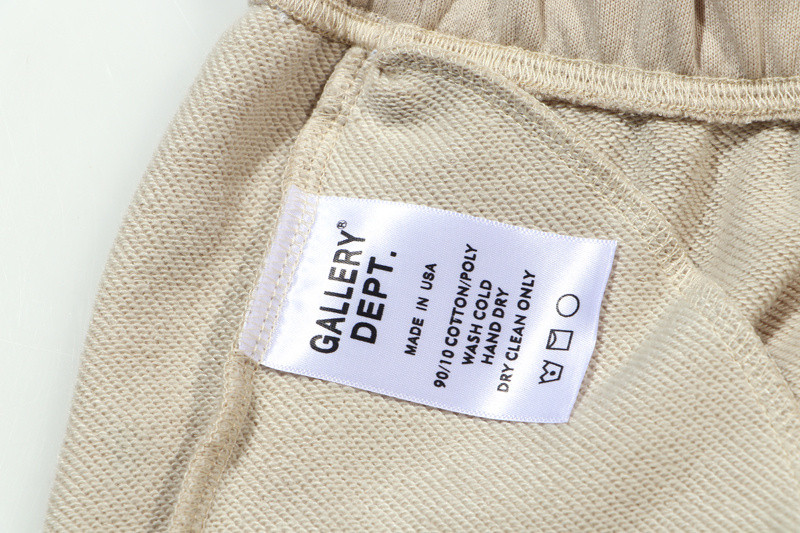 GALLERY®
DEPT.
MADE IN USA
90/10 COTTON/POLY
WASH COLD
HAND DRY
DRY CLEAN ONLY